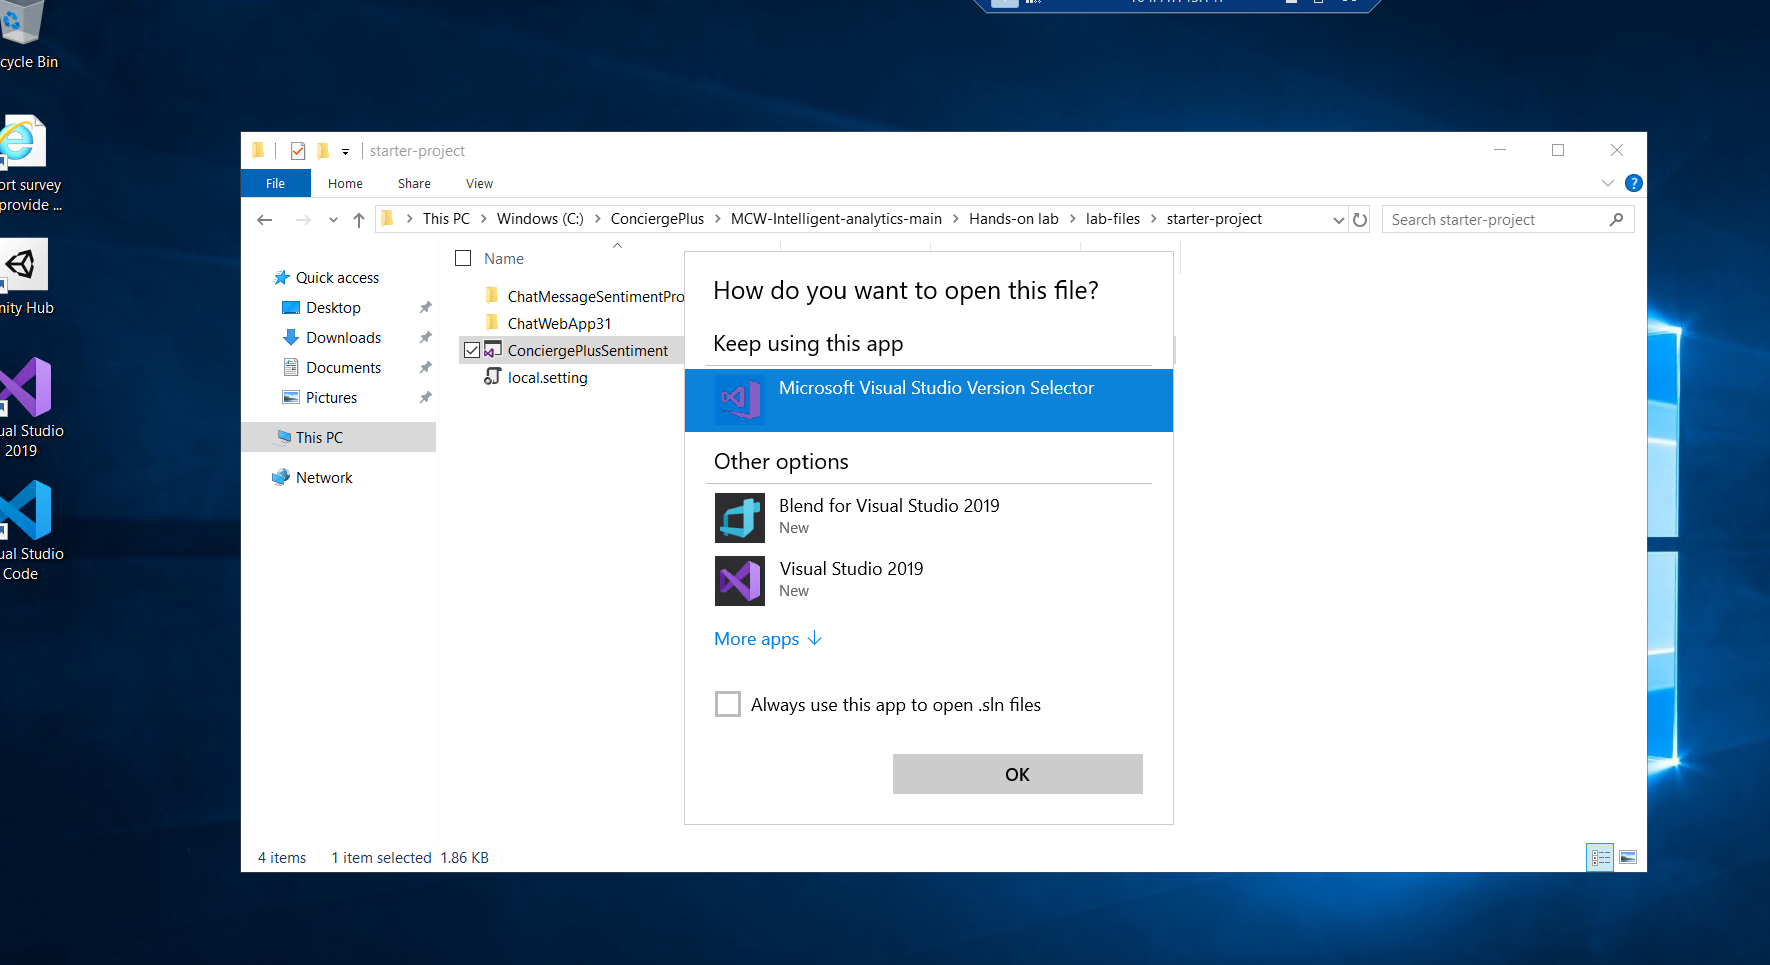 cycle Bin
ort survey
provide ...
nity Hub
ual Studio
2019
ual Studio
Code
starter-project
File
Home
Share
View
This PC
Windows (C:)
ConciergePlus
MCW-Intelligent-analytics-main
Hands-on lab
lab-files
starter-project
Search starter-project
Quick access
Desktop
Downloads
Documents
Pictures
This PC
Network
Name
ChatMessageSentimentPro
ChatWebApp31
ConciergePlusSentiment
local.setting
How do you want to open this file?
Keep using this app
Microsoft Visual Studio Version Selector
Other options
Blend for Visual Studio 2019
New
Visual Studio 2019
New
More apps
Always use this app to open .sln files
OK
4 items
1 item selected 1.86 KB